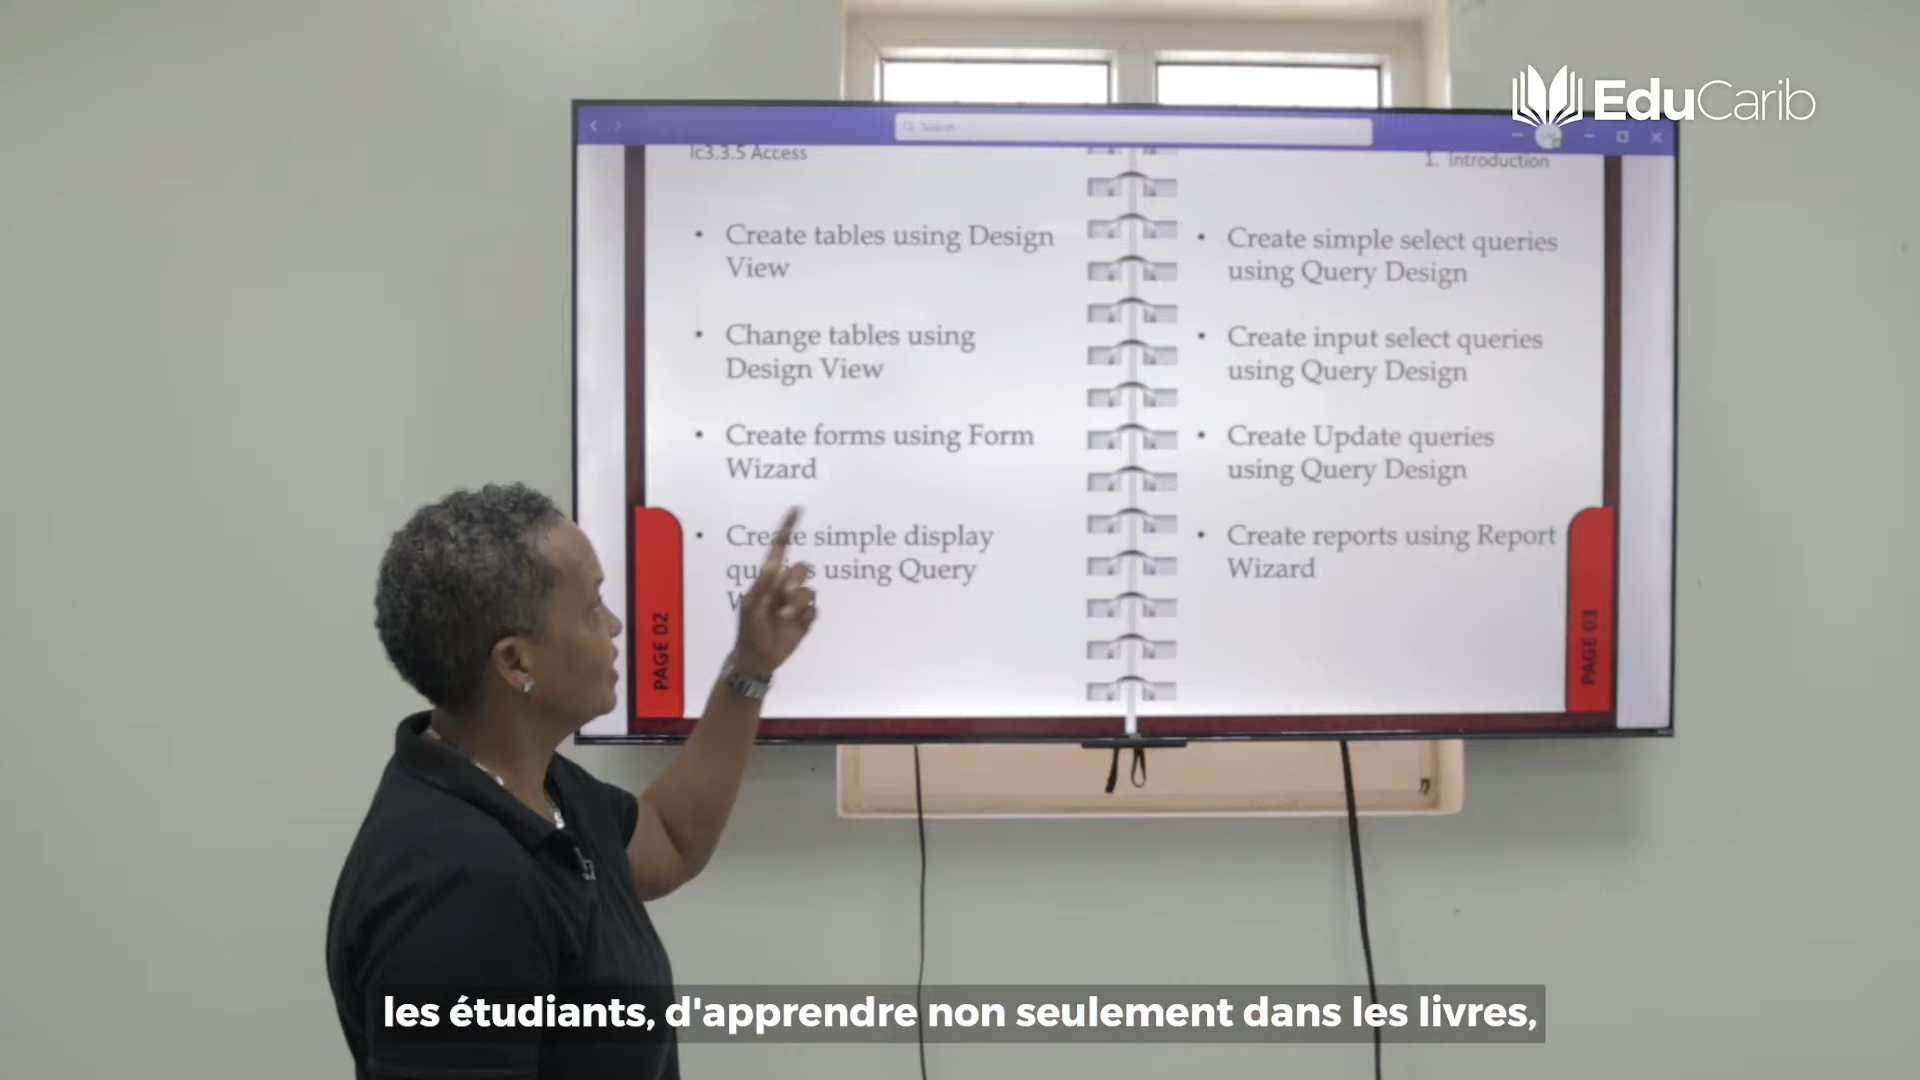 EduCarib
Search
lc3.3.5 Access
• Create tables using Design
View
• Change tables using
Design View
• Create forms using Form
Wizard
• Create simple display
using Query
PAGE 02
1. Introduction
• Create simple select queries
using Query Design
• Create input select queries
using Query Design
• Create Update queries
using Query Design
• Create reports using Report
Wizard
PAGE 03
les étudiants, d'apprendre non seulement dans les livres,